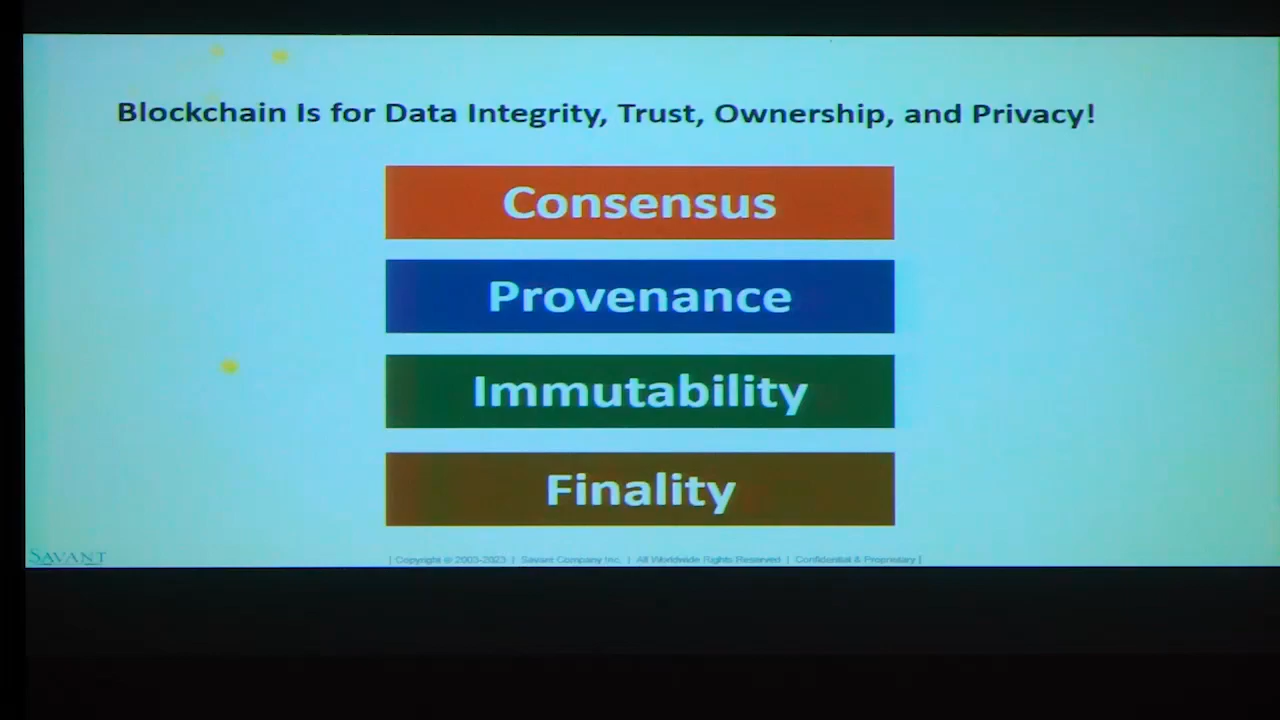 Blockchain Is for Data Integrity, Trust, Ownership, and Privacy!
Consensus
Provenance
Immutability
Finality
SAVANT
| Copyright © 2003-2023 | Savant Company Inc. | All Worldwide Rights Reserved | Confidential & Proprietary |